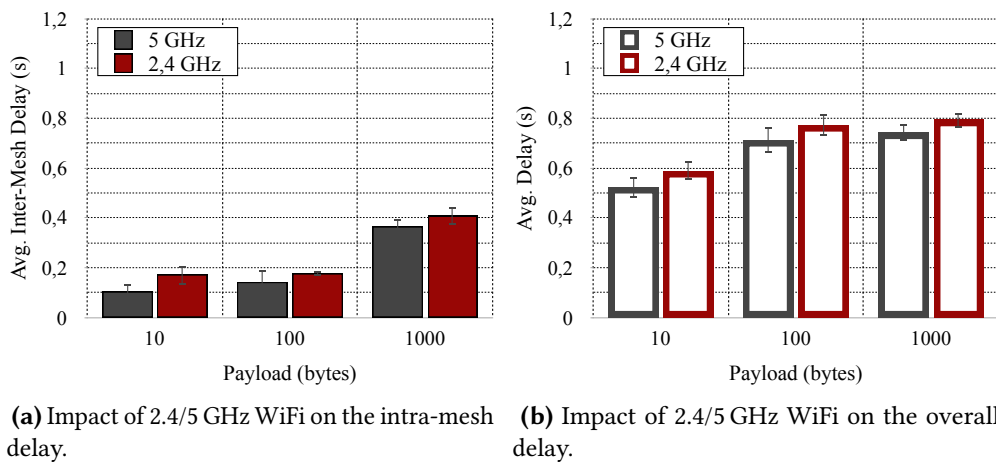 1,2
1
0,8
0,6
0,4
0,2
0
Avg. Inter-Mesh Delay (s)
5 GHz
2,4 GHz
10
100
1000
Payload (bytes)
(a) Impact of 2.4/5 GHz WiFi on the intra-mesh
delay.
1,2
1
0,8
0,6
0,4
0,2
0
Avg. Delay (s)
5 GHz
2,4 GHz
10
100
1000
Payload (bytes)
(b) Impact of 2.4/5 GHz WiFi on the overall
delay.